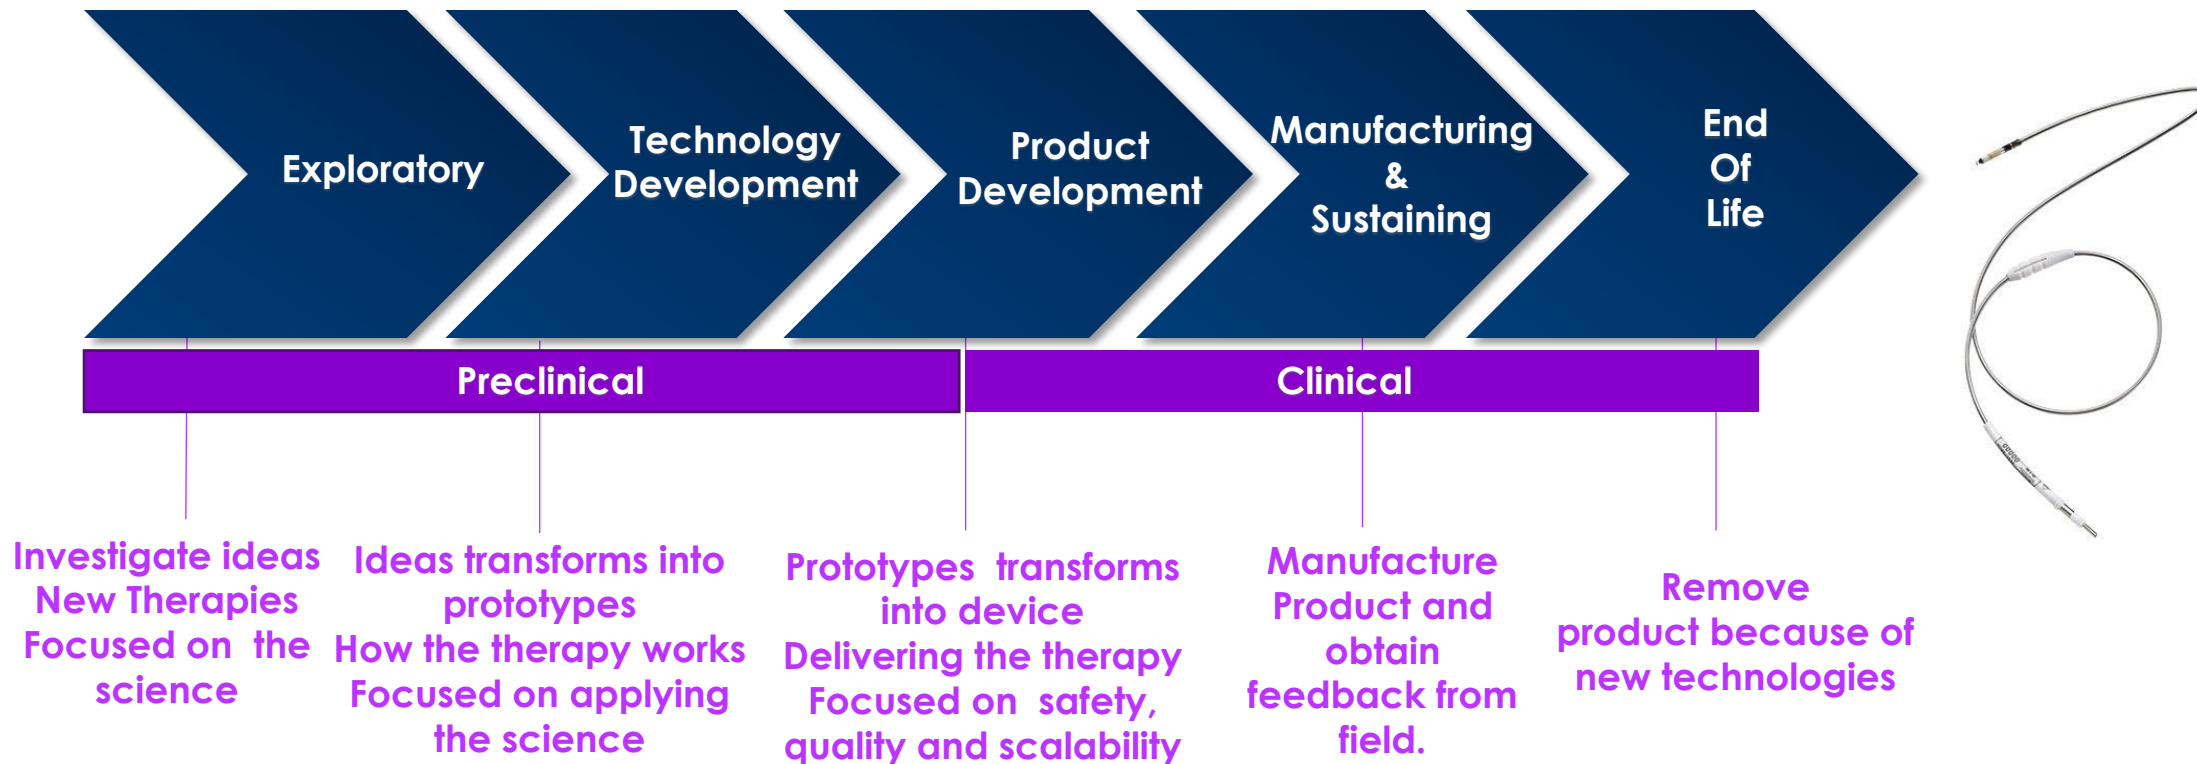 Exploratory
Technology
Development
Product
Development
Manufacturing
&
Sustaining
End
Of
Life
Preclinical
Clinical
Investigate ideas
New Therapies
Focused on the
science
Ideas transforms into
prototypes
How the therapy works
Focused on applying
the science
Prototypes transforms
into device
Delivering the therapy
Focused on safety,
quality and scalability
Manufacture
Product and
obtain
feedback from
field.
Remove
product because of
new technologies